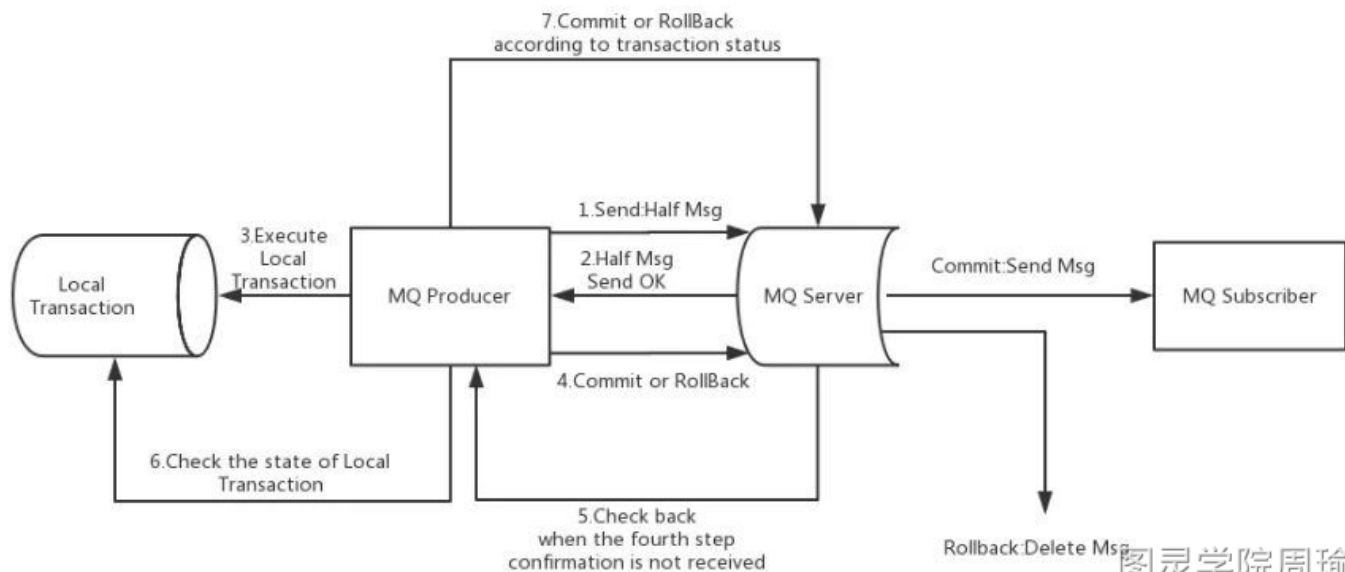 7.Commit or RollBack
according to transaction status
1.Send:Half Msg
3.Execute
Local
Transaction
2.Half Msg
Send OK
Local
Transaction
MQ Producer
MQ Server
Commit:Send Msg
MQ Subscriber
4.Commit or RollBack
6.Check the state of Local
Transaction
5.Check back
when the fourth step
confirmation is not received
Rollback:Delete Msg
图灵学院周瑜